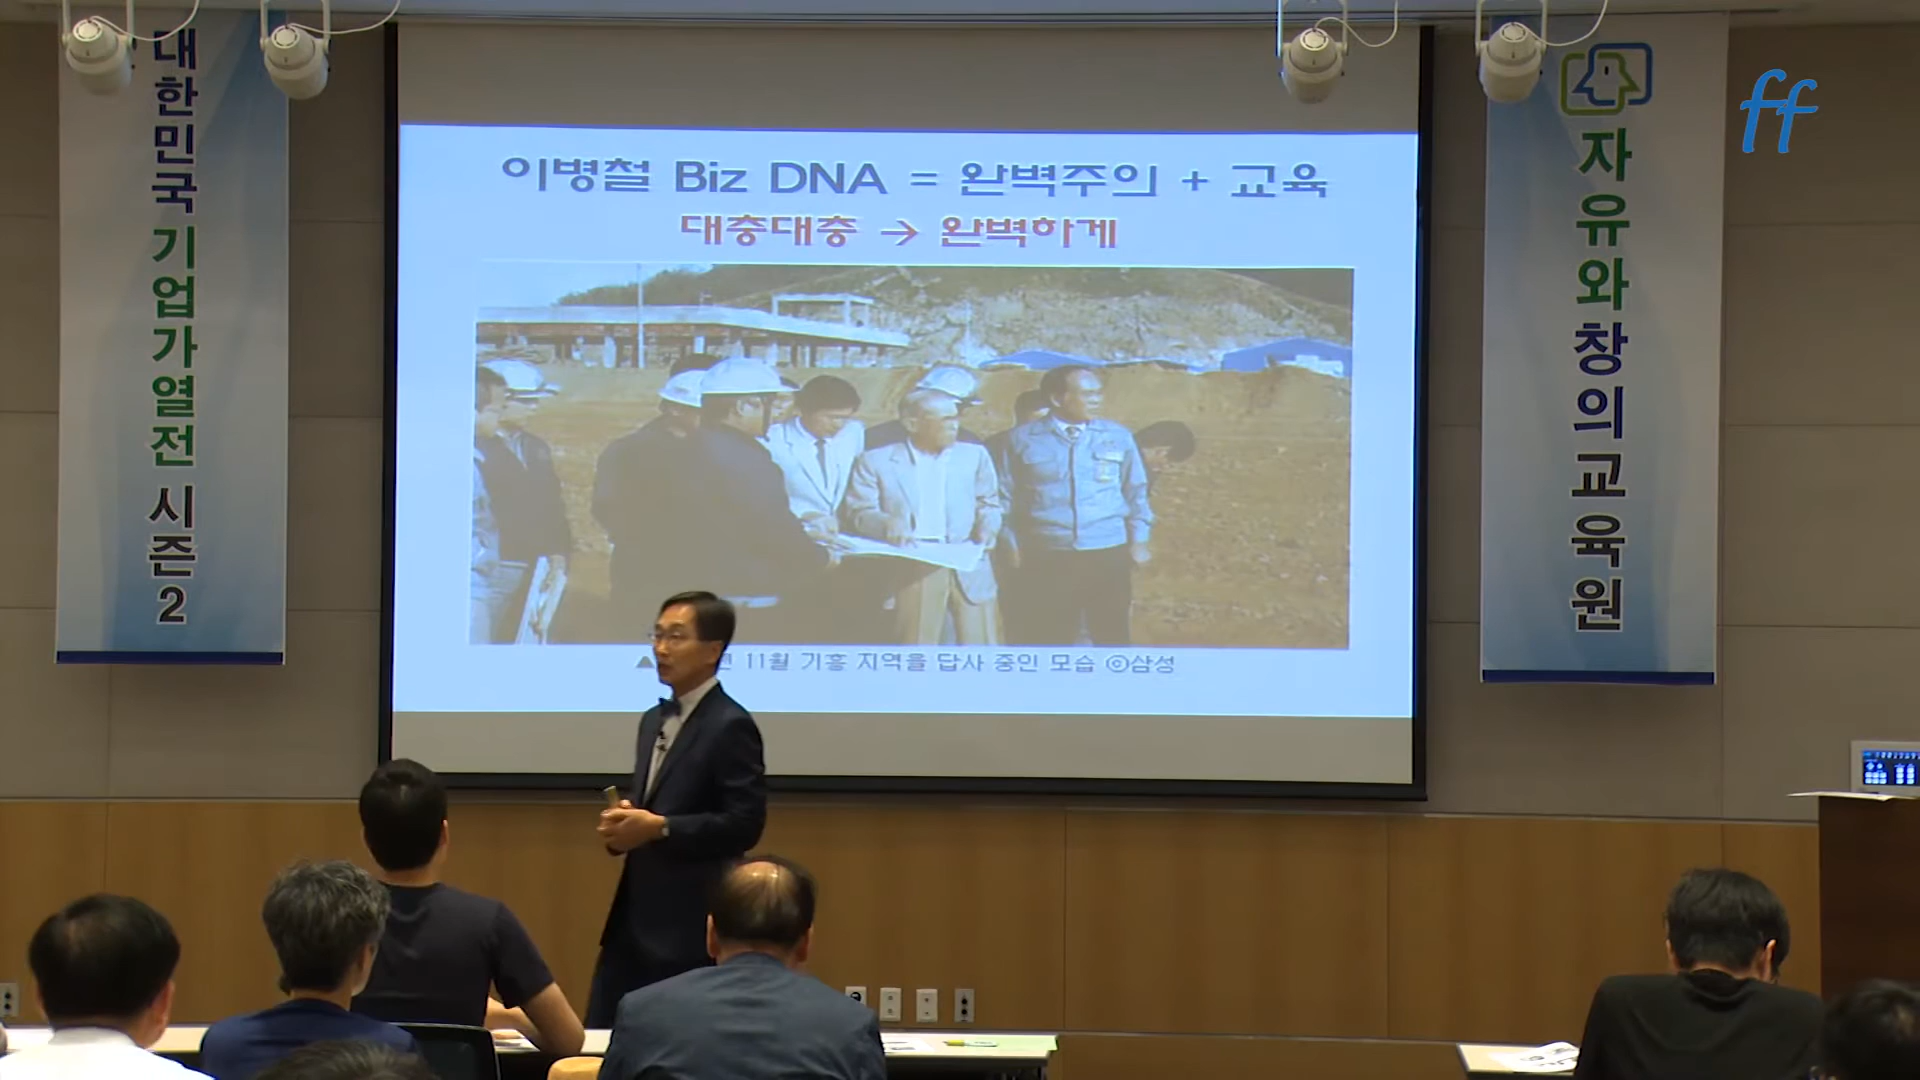 대한민국 기업가열전 시즌2
이병철 Biz DNA = 완벽주의 + 교육
대충대충 → 완벽하게
11월 기흥 지역을 답사 중인 모습 ©삼성
자유와창의교육원
ff